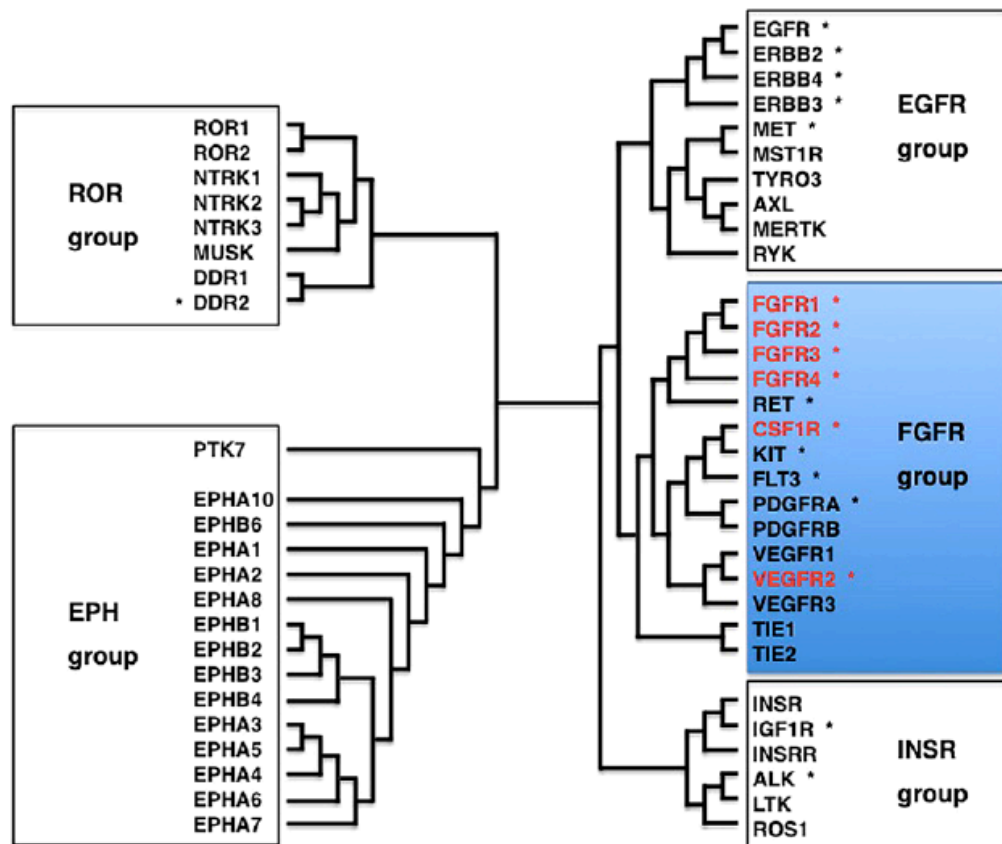 ROR1
ROR2
NTRK1
NTRK2
NTRK3
MUSK
DDR1
* DDR2
ROR
group
PTK7
EPHA10
EPHB6
EPHA1
EPHA2
EPHA8
EPHB1
EPHB2
EPHB3
EPHB4
EPHA3
EPHA5
EPHA4
EPHA6
EPHA7
EPH
group
EGFR *
ERBB2 *
ERBB4 *
ERBB3 *
MET *
MST1R
TYRO3
AXL
MERTK
RYK
EGFR
group
FGFR1 *
FGFR2 *
FGFR3 *
FGFR4 *
RET *
CSF1R *
KIT *
FLT3 *
PDGFRA *
PDGFRB
VEGFR1
VEGFR2 *
VEGFR3
TIE1
TIE2
FGFR
group
INSR
IGF1R *
INSRR
ALK *
LTK
ROS1
INSR
group